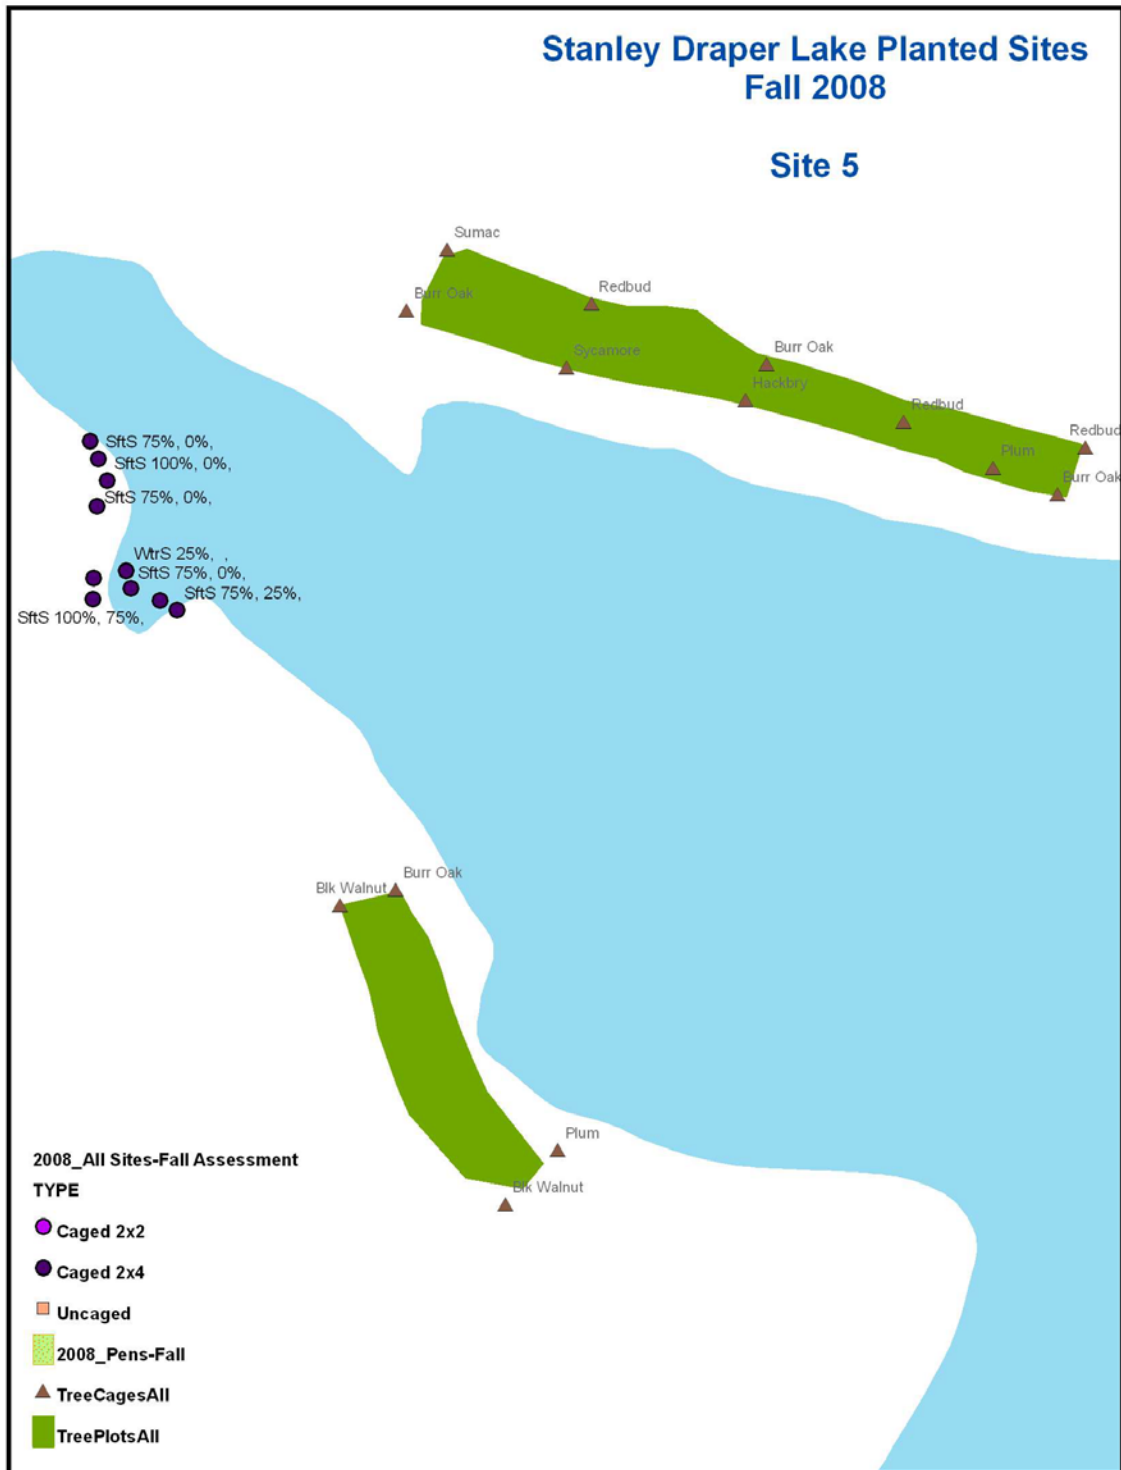 Stanley Draper Lake Planted Sites
Fall 2008
Site 5
Sumac
Redbud
Burr Oak
Burr Oak
Sycamore
Hackbry
Redbud
Redbud
Plum
Burr Oak
SftS 75%, 0%,
SftS 100%, 0%,
SftS 75%, 0%,
WtrS 25%, ,
SftS 75%, 0%,
SftS 75%, 25%,
SftS 100%, 75%,
Burr Oak
Blk Walnut
Plum
Blk Walnut
2008_All Sites-Fall Assessment
TYPE
Caged 2x2
Caged 2x4
Uncaged
2008_Pens-Fall
TreeCagesAll
TreePlotsAll